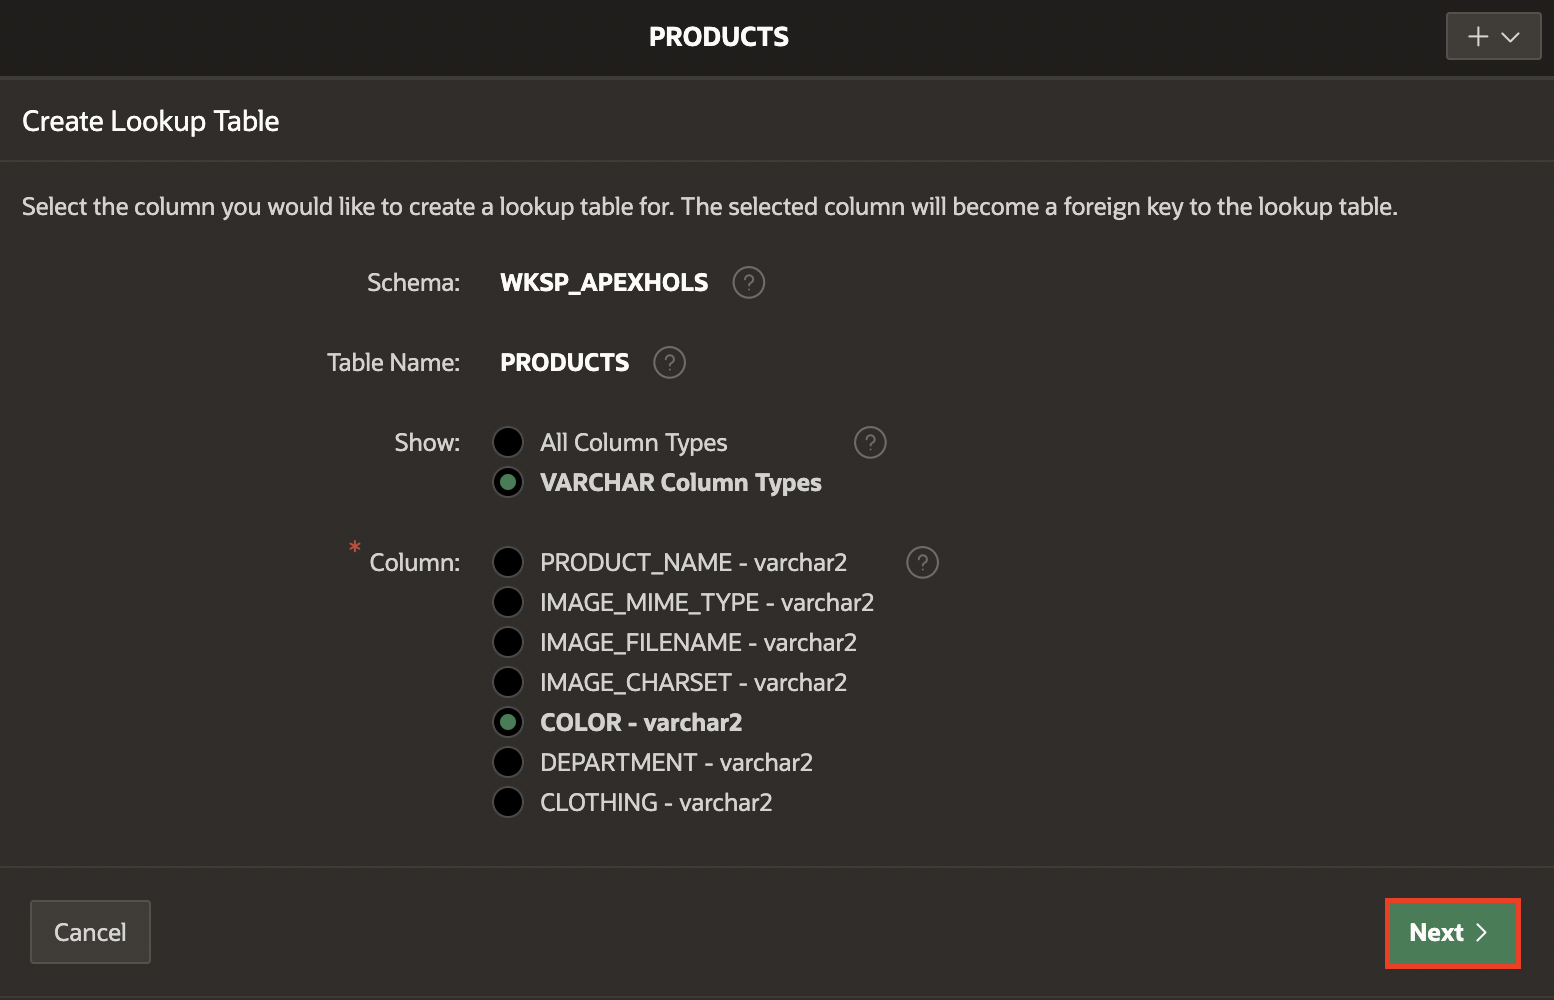 PRODUCTS
Create Lookup Table
Select the column you would like to create a lookup table for. The selected column will become a foreign key to the lookup table.
Schema: WKSP_APEXHOLS ?
Table Name: PRODUCTS ?
Show: All Column Types ?
VARCHAR Column Types
* Column: PRODUCT_NAME - varchar2 ?
IMAGE_MIME_TYPE - varchar2
IMAGE_FILENAME - varchar2
IMAGE_CHARSET - varchar2
COLOR - varchar2
DEPARTMENT - varchar2
CLOTHING - varchar2
Cancel Next